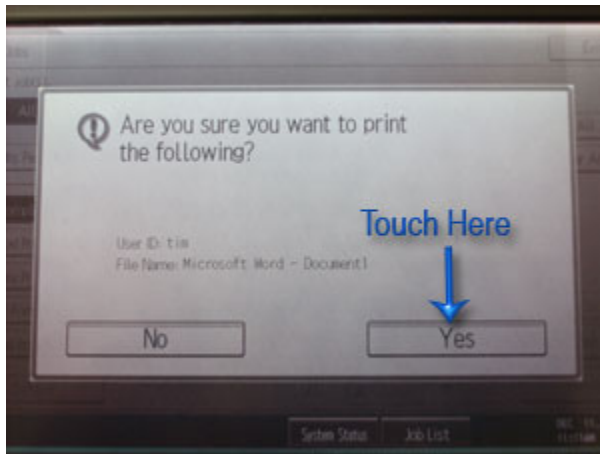 Are you sure you want to print
the following?
Touch Here
User ID: tim
File Name: Microsoft Word - Document1
No
Yes
System Status
Job List